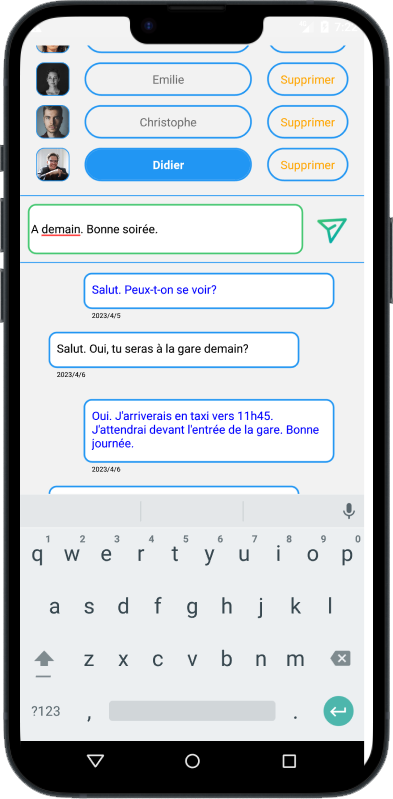 Emilie
Supprimer
Christophe
Supprimer
Didier
Supprimer
A demain. Bonne soirée.
Salut. Peux-t-on se voir?
2023/4/5
Salut. Oui, tu seras à la gare demain?
2023/4/6
Oui. J'arriverais en taxi vers 11h45.
J'attendrai devant l'entrée de la gare. Bonne
journée.
2023/4/6
1 2 3 4 5 6 7 8 9 0
q w e r t y u i o p
a s d f g h j k l
z x c v b n m
?123 , .